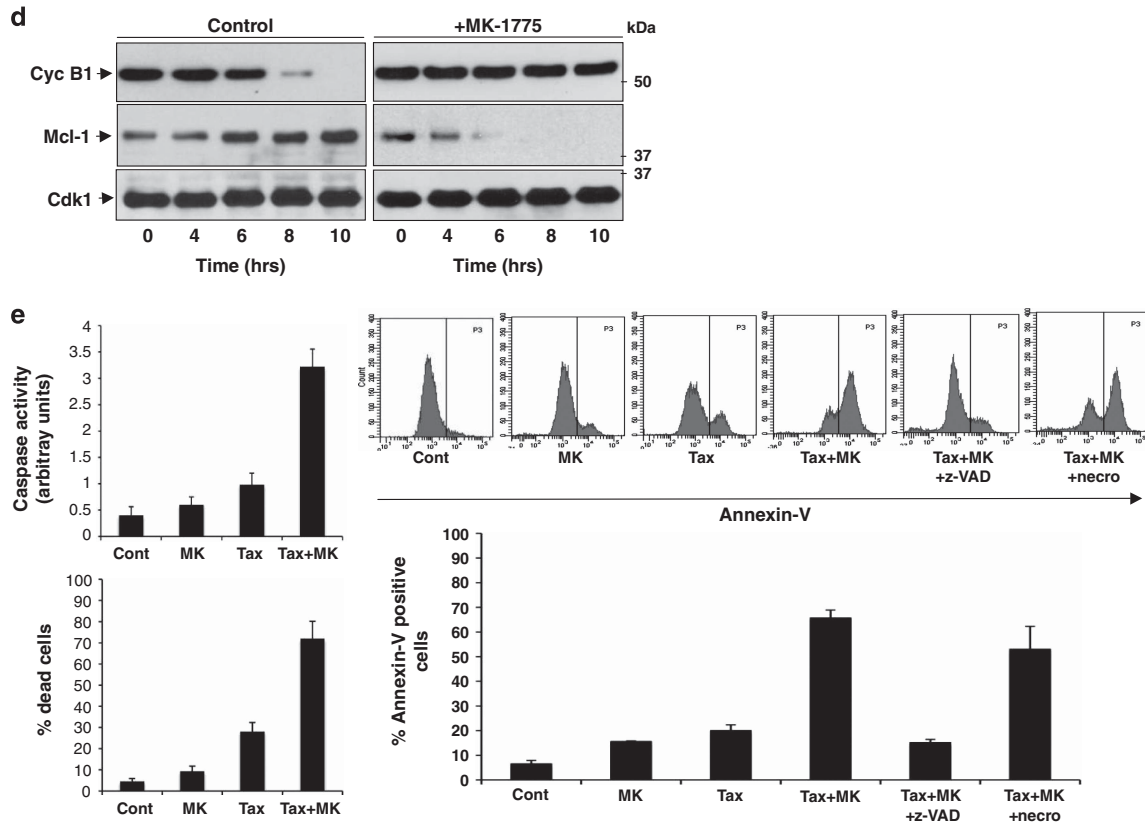 d
Control
+MK-1775
kDa
Cyc B1
50
Mcl-1
37
37
Cdk1
0 4 6 8 10
0 4 6 8 10
Time (hrs)
Time (hrs)
e
Caspase activity
(arbitray units)
4
3.5
3
2.5
2
1.5
1
0.5
0
Cont MK Tax Tax+MK
% dead cells
100
90
80
70
60
50
40
30
20
10
0
Cont MK Tax Tax+MK
Count
P3 P3 P3 P3 P3 P3
Cont
MK
Tax
Tax+MK
Tax+MK
+z-VAD
Tax+MK
+necro
Annexin-V
% Annexin-V positive
cells
100
90
80
70
60
50
40
30
20
10
0
Cont
MK
Tax
Tax+MK
Tax+MK
+z-VAD
Tax+MK
+necro